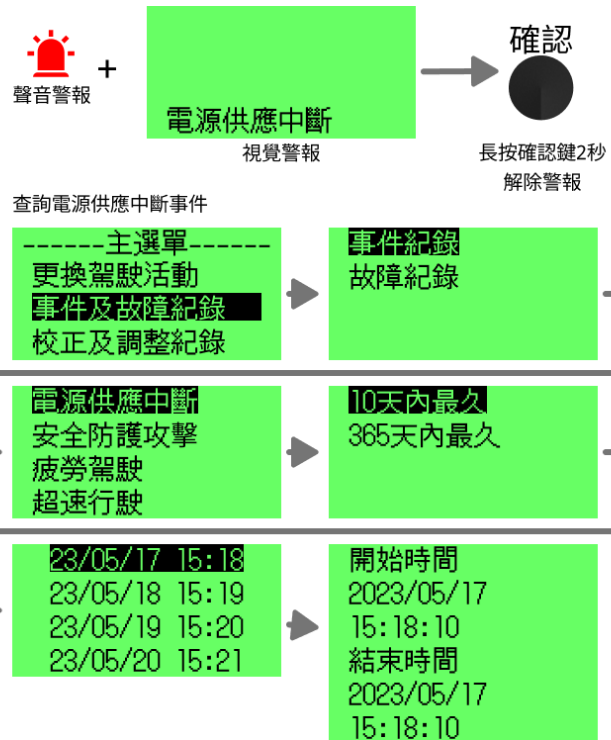 聲音警報
+
電源供應中斷
視覺警報
確認
長按確認鍵2秒
解除警報
查詢電源供應中斷事件
------主選單------
更換駕駛活動
事件及故障紀錄
校正及調整紀錄
事件紀錄
故障紀錄
電源供應中斷
安全防護攻擊
疲勞駕駛
超速行駛
10天內最久
365天內最久
23/05/17 15:18
23/05/18 15:19
23/05/19 15:20
23/05/20 15:21
開始時間
2023/05/17
15:18:10
結束時間
2023/05/17
15:18:10